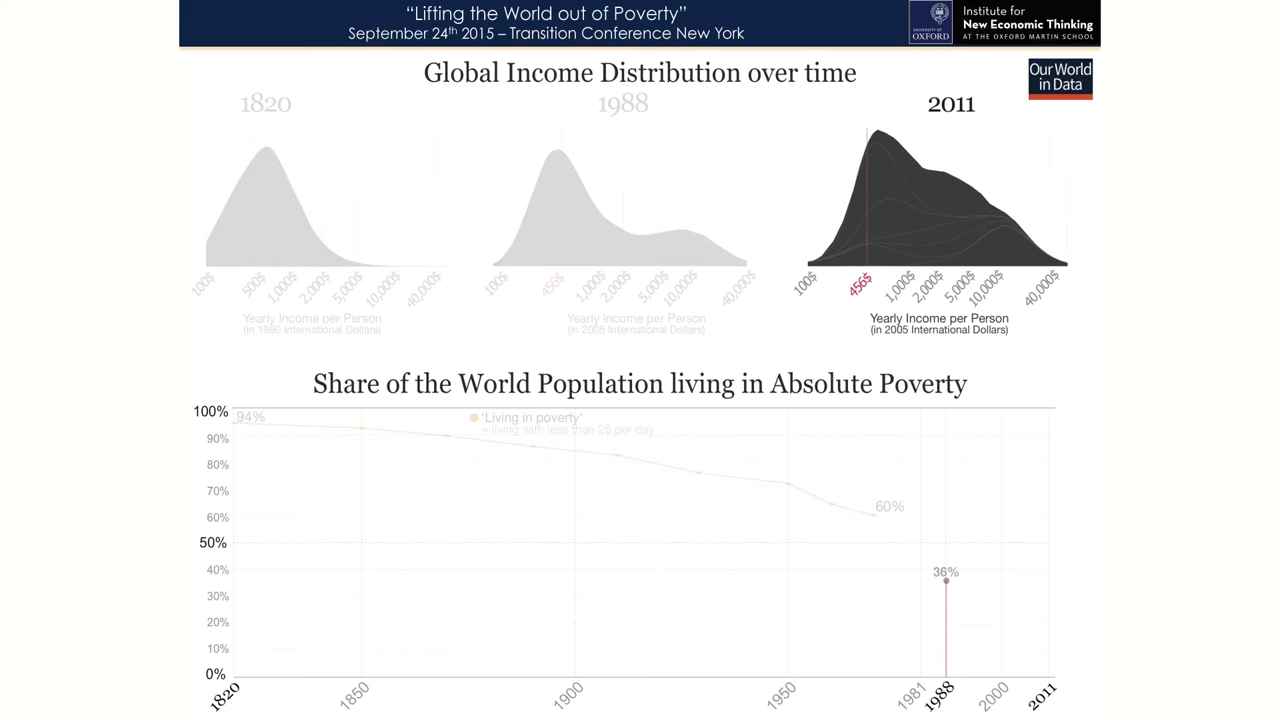 “Lifting the World out of Poverty”
September 24th 2015 – Transition Conference New York
UNIVERSITY OF
OXFORD
Institute for
New Economic Thinking
AT THE OXFORD MARTIN SCHOOL
Global Income Distribution over time
Our World
in Data
1820
1988
2011
100$ 500$ 1,000$ 2,000$ 5,000$ 10,000$ 40,000$
100$ 456$ 1,000$ 2,000$ 5,000$ 10,000$ 40,000$
100$ 456$ 1,000$ 2,000$ 5,000$ 10,000$ 40,000$
Yearly Income per Person
(in 1990 International Dollars)
Yearly Income per Person
(in 2005 International Dollars)
Yearly Income per Person
(in 2005 International Dollars)
Share of the World Population living in Absolute Poverty
100%
94%
‘Living in poverty’
= living with less than 2$ per day
90%
80%
70%
60%
60%
50%
40%
36%
30%
20%
10%
0%
1820 1850 1900 1950 1981 1988 2000 2011